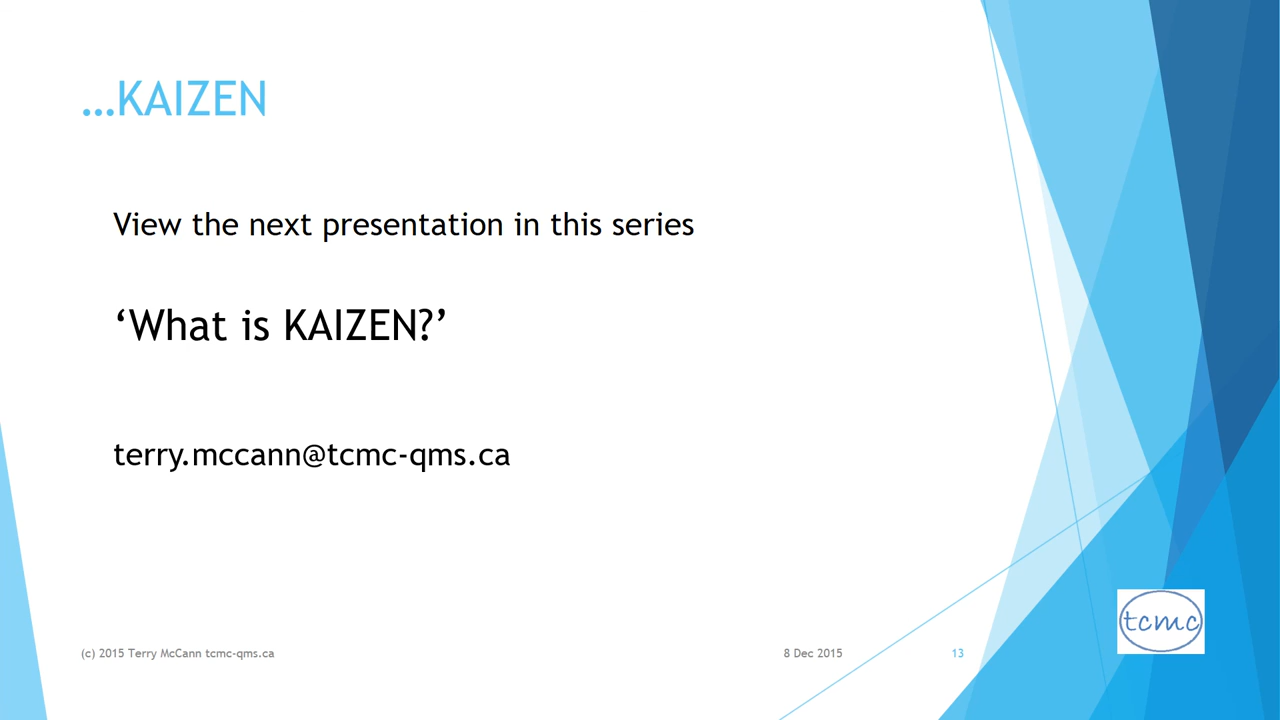 ...KAIZEN
View the next presentation in this series
‘What is KAIZEN?’
terry.mccann@tcmc-qms.ca
(c) 2015 Terry McCann tcmc-qms.ca
8 Dec 2015
13
tcmc